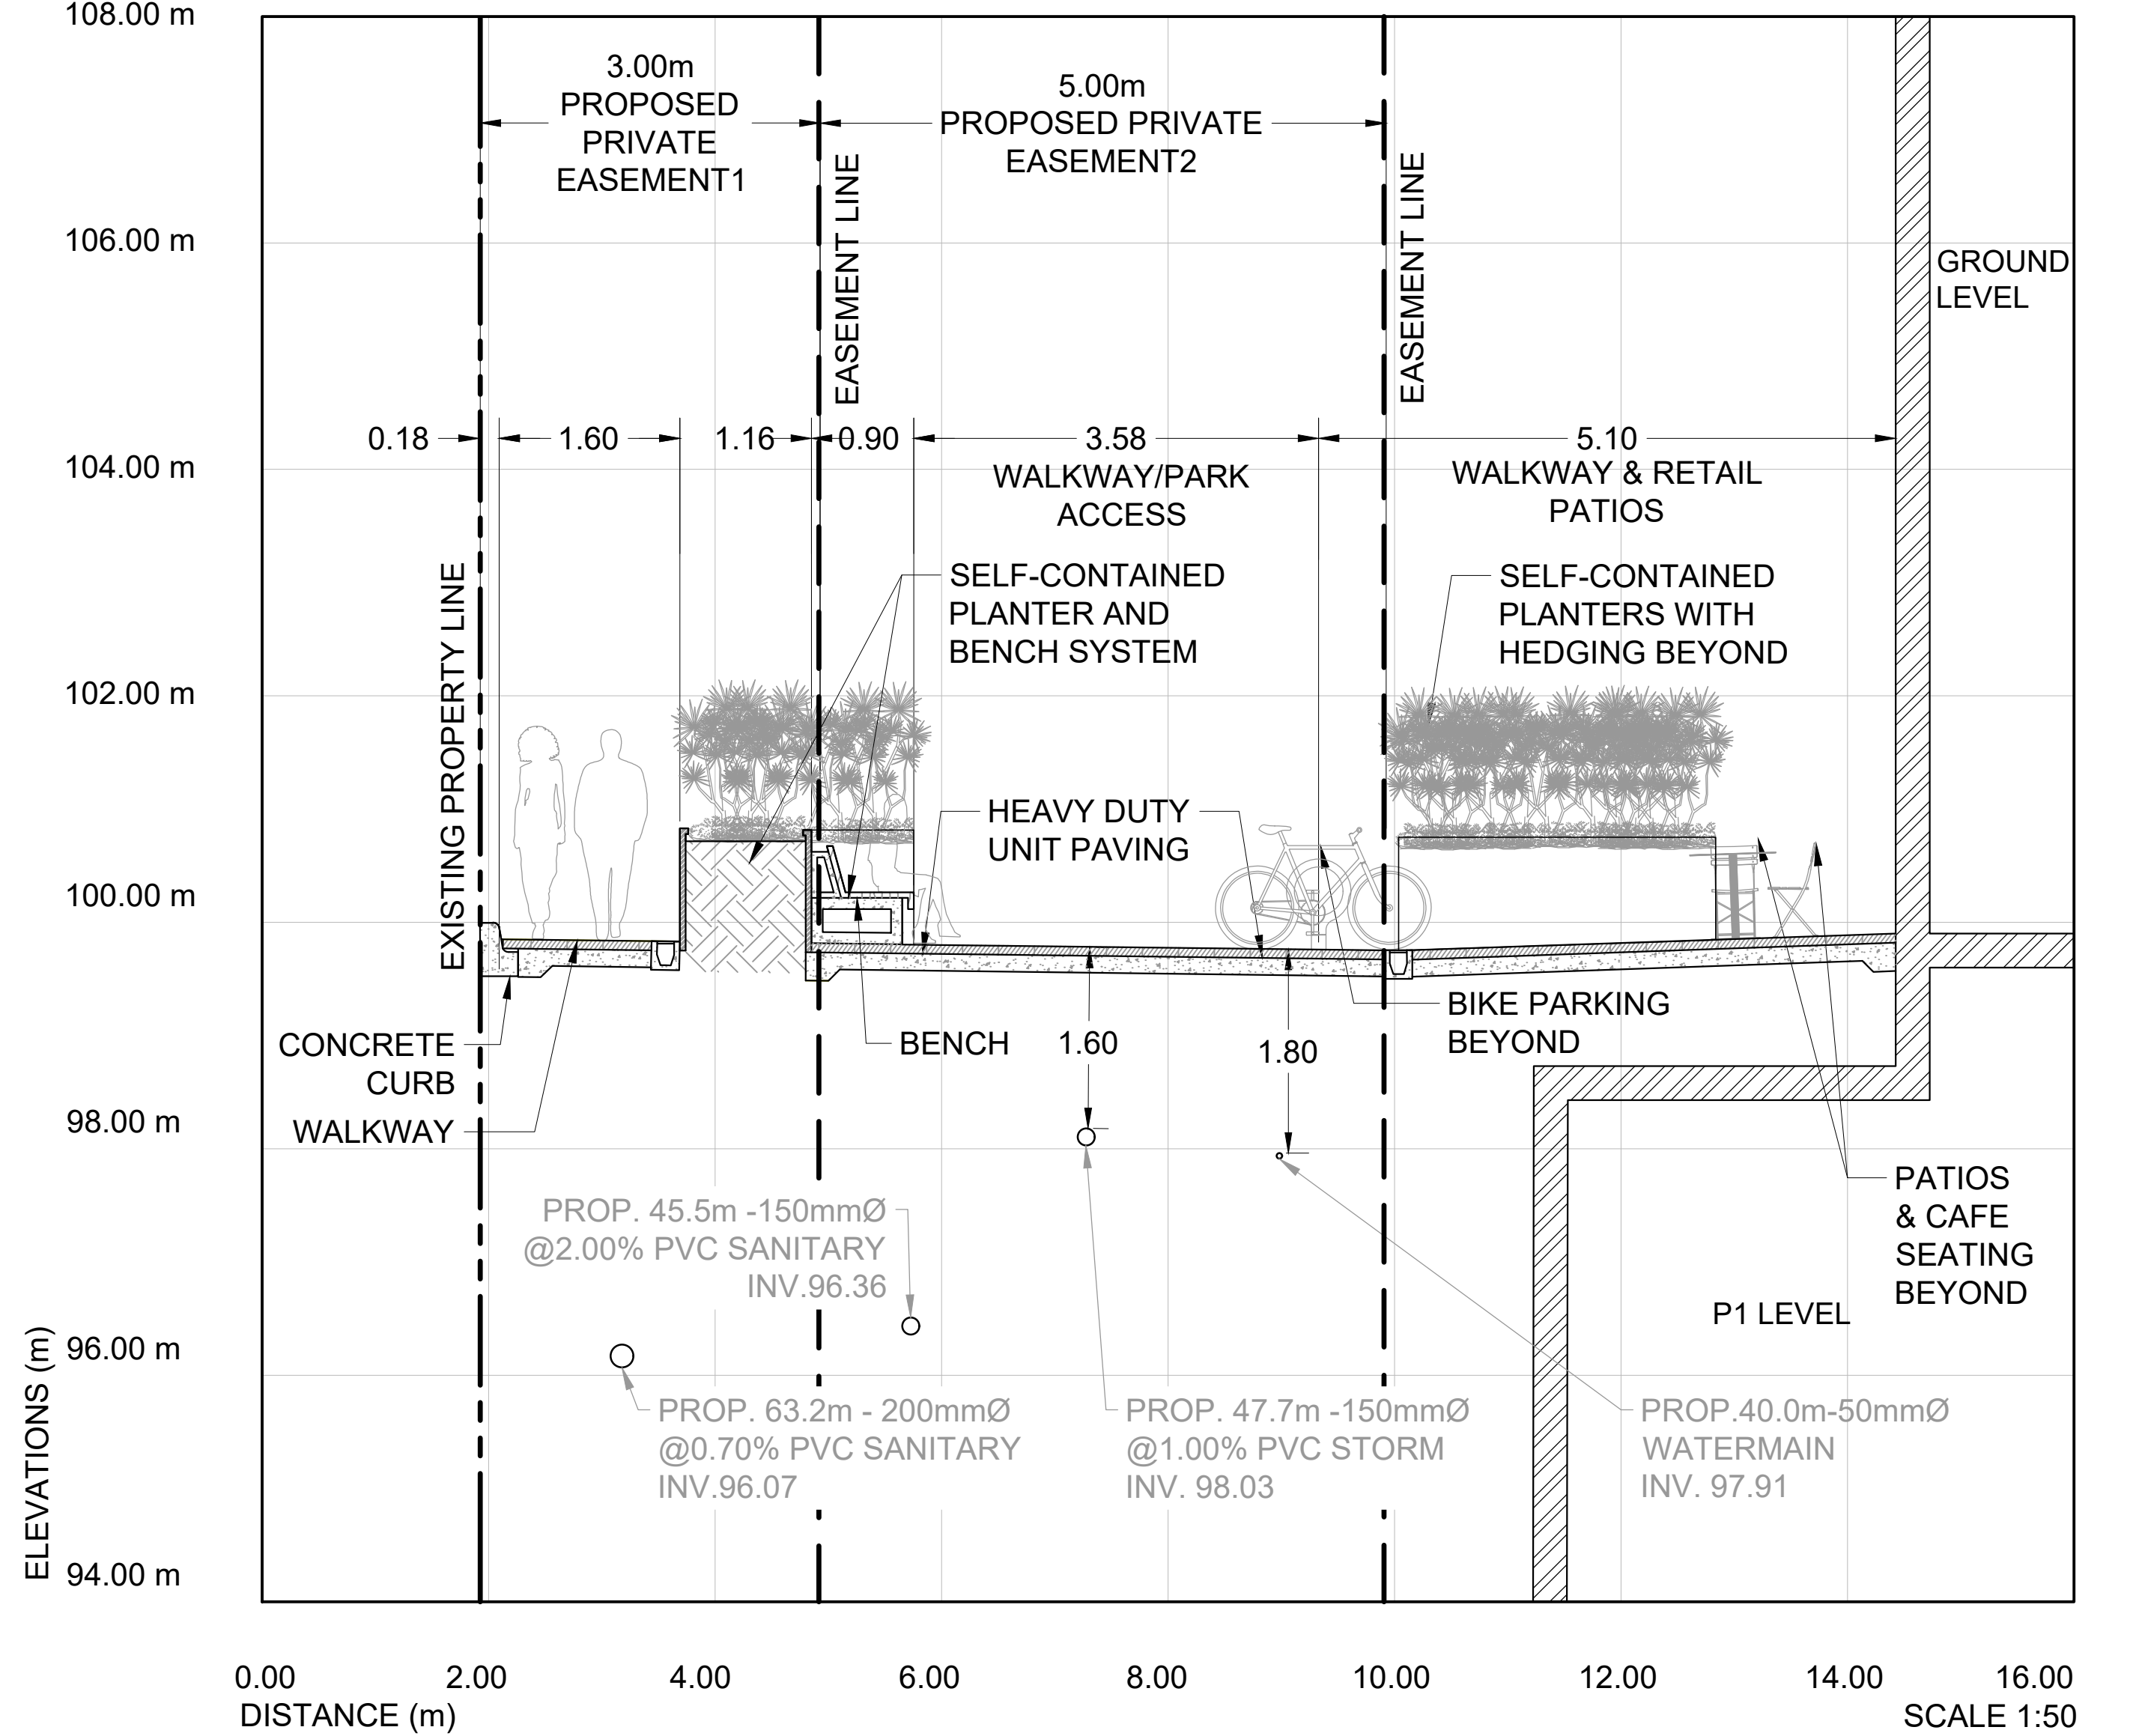 108.00 m
3.00m
PROPOSED
PRIVATE
EASEMENT1
5.00m
PROPOSED PRIVATE
EASEMENT2
EASEMENT LINE
EASEMENT LINE
106.00 m
GROUND
LEVEL
0.18
1.60
1.16
0.90
3.58
WALKWAY/PARK
ACCESS
5.10
WALKWAY & RETAIL
PATIOS
104.00 m
EXISTING PROPERTY LINE
SELF-CONTAINED
PLANTER AND
BENCH SYSTEM
SELF-CONTAINED
PLANTERS WITH
HEDGING BEYOND
102.00 m
HEAVY DUTY
UNIT PAVING
100.00 m
CONCRETE
CURB
WALKWAY
BENCH
1.60
1.80
BIKE PARKING
BEYOND
98.00 m
PATIOS
& CAFE
SEATING
BEYOND
PROP. 45.5m -150mmØ
@2.00% PVC SANITARY
INV.96.36
P1 LEVEL
96.00 m
PROP. 63.2m - 200mmØ
@0.70% PVC SANITARY
INV.96.07
PROP. 47.7m -150mmØ
@1.00% PVC STORM
INV. 98.03
PROP.40.0m-50mmØ
WATERMAIN
INV. 97.91
ELEVATIONS (m)
94.00 m
0.00 2.00 4.00 6.00 8.00 10.00 12.00 14.00 16.00
DISTANCE (m)
SCALE 1:50